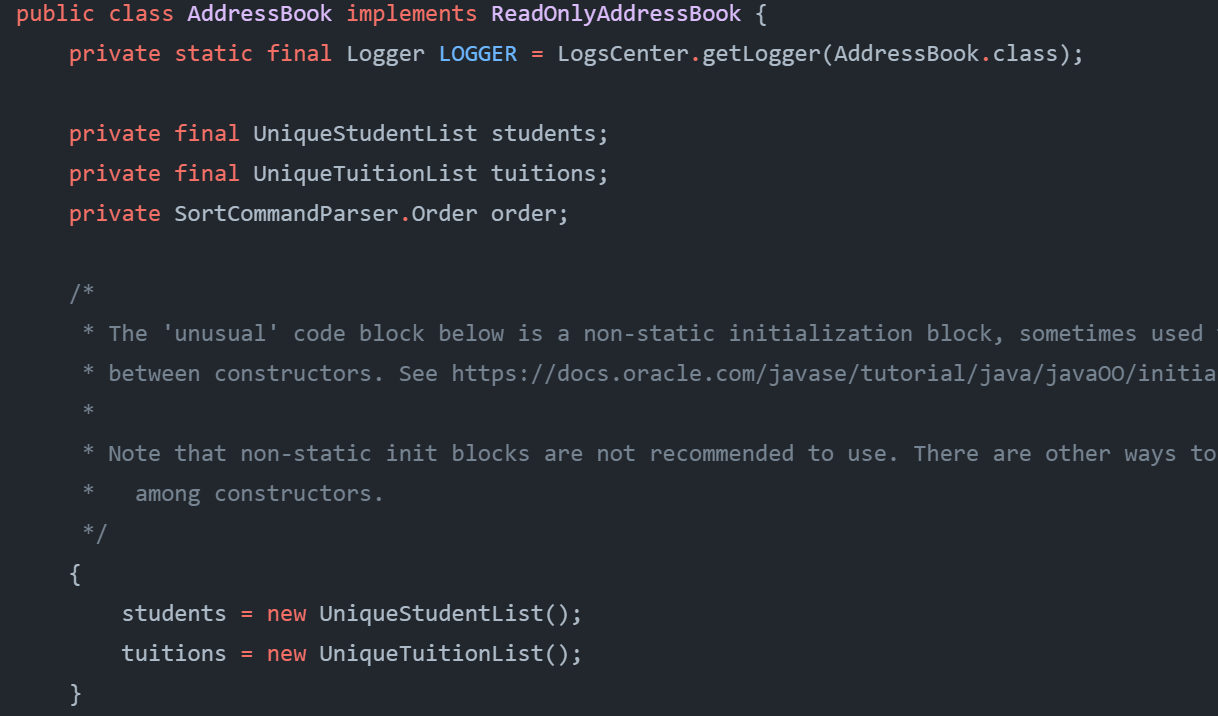 public class AddressBook implements ReadOnlyAddressBook {
    private static final Logger LOGGER = LogsCenter.getLogger(AddressBook.class);

    private final UniqueStudentList students;
    private final UniqueTuitionList tuitions;
    private SortCommandParser.Order order;

    /*
     * The 'unusual' code block below is a non-static initialization block, sometimes used
     * between constructors. See https://docs.oracle.com/javase/tutorial/java/javaOO/initia
     *
     * Note that non-static init blocks are not recommended to use. There are other ways to
     *   among constructors.
     */
    {
        students = new UniqueStudentList();
        tuitions = new UniqueTuitionList();
    }